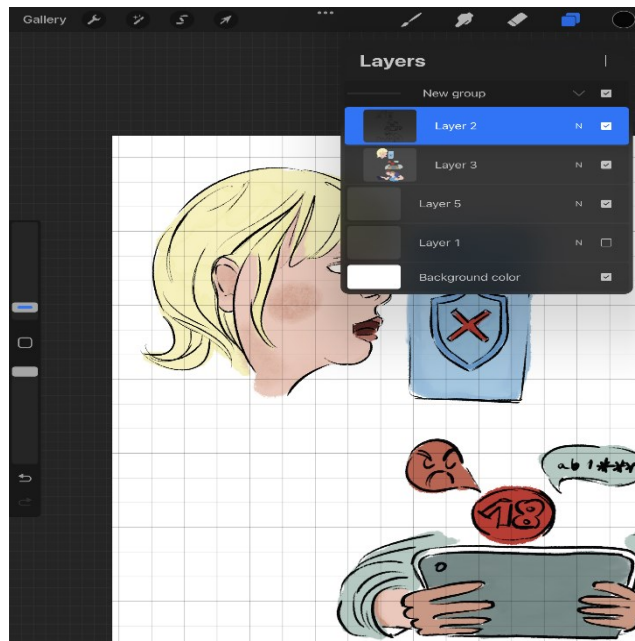 Gallery
Layers
New group
Layer 2 N
Layer 3 N
Layer 5 N
Layer 1 N
Background color
18